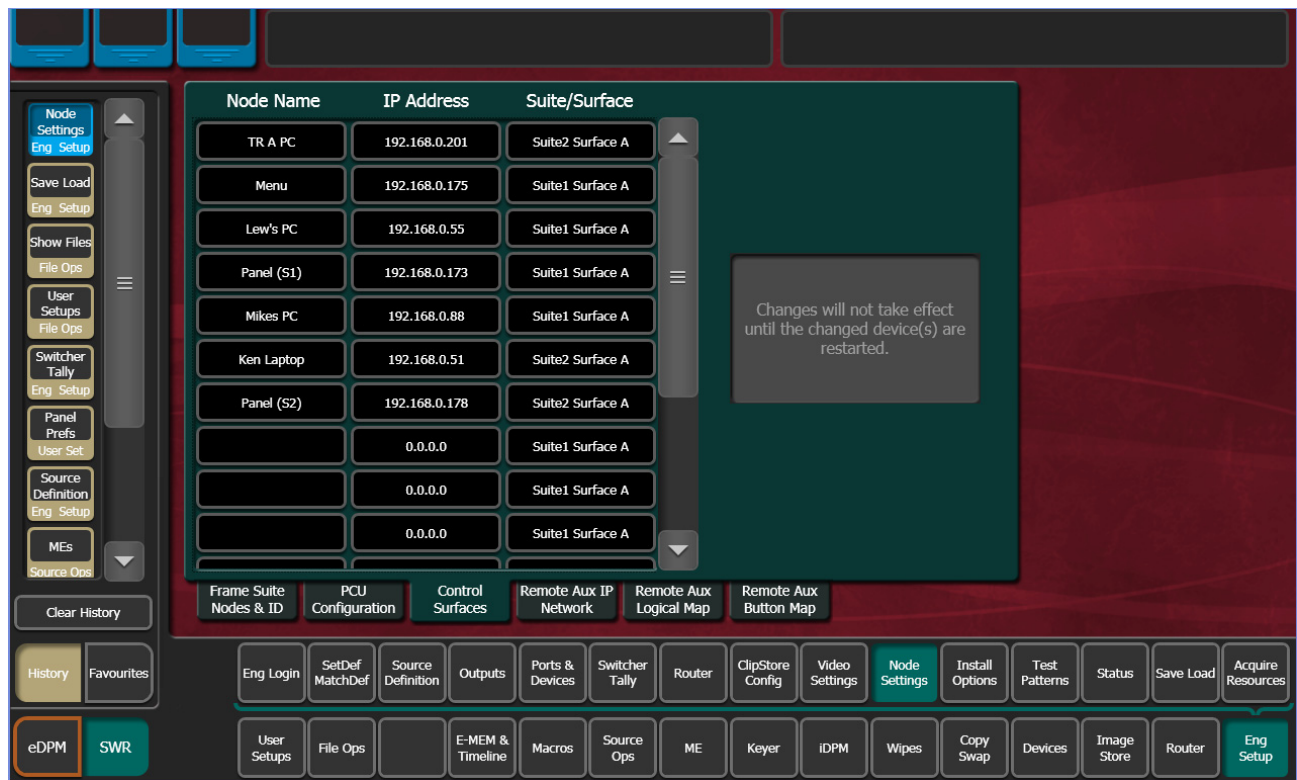 Node Name IP Address Suite/Surface
Node
Settings
Eng Setup
Save Load
Eng Setup
Show Files
File Ops
User
Setups
File Ops
Switcher
Tally
Eng Setup
Panel
Prefs
User Set
Source
Definition
Eng Setup
MEs
Source Ops
Clear History
History Favourites
eDPM SWR
TR A PC 192.168.0.201 Suite2 Surface A
Menu 192.168.0.175 Suite1 Surface A
Lew's PC 192.168.0.55 Suite1 Surface A
Panel (S1) 192.168.0.173 Suite1 Surface A
Mikes PC 192.168.0.88 Suite1 Surface A
Ken Laptop 192.168.0.51 Suite2 Surface A
Panel (S2) 192.168.0.178 Suite2 Surface A
0.0.0.0 Suite1 Surface A
0.0.0.0 Suite1 Surface A
0.0.0.0 Suite1 Surface A
Changes will not take effect
until the changed device(s) are
restarted.
Frame Suite
Nodes & ID
PCU
Configuration
Control
Surfaces
Remote Aux IP
Network
Remote Aux
Logical Map
Remote Aux
Button Map
Eng Login
SetDef
MatchDef
Source
Definition
Outputs
Ports &
Devices
Switcher
Tally
Router
ClipStore
Config
Video
Settings
Node
Settings
Install
Options
Test
Patterns
Status
Save Load
Acquire
Resources
User
Setups
File Ops
E-MEM &
Timeline
Macros
Source
Ops
ME
Keyer
iDPM
Wipes
Copy
Swap
Devices
Image
Store
Router
Eng
Setup